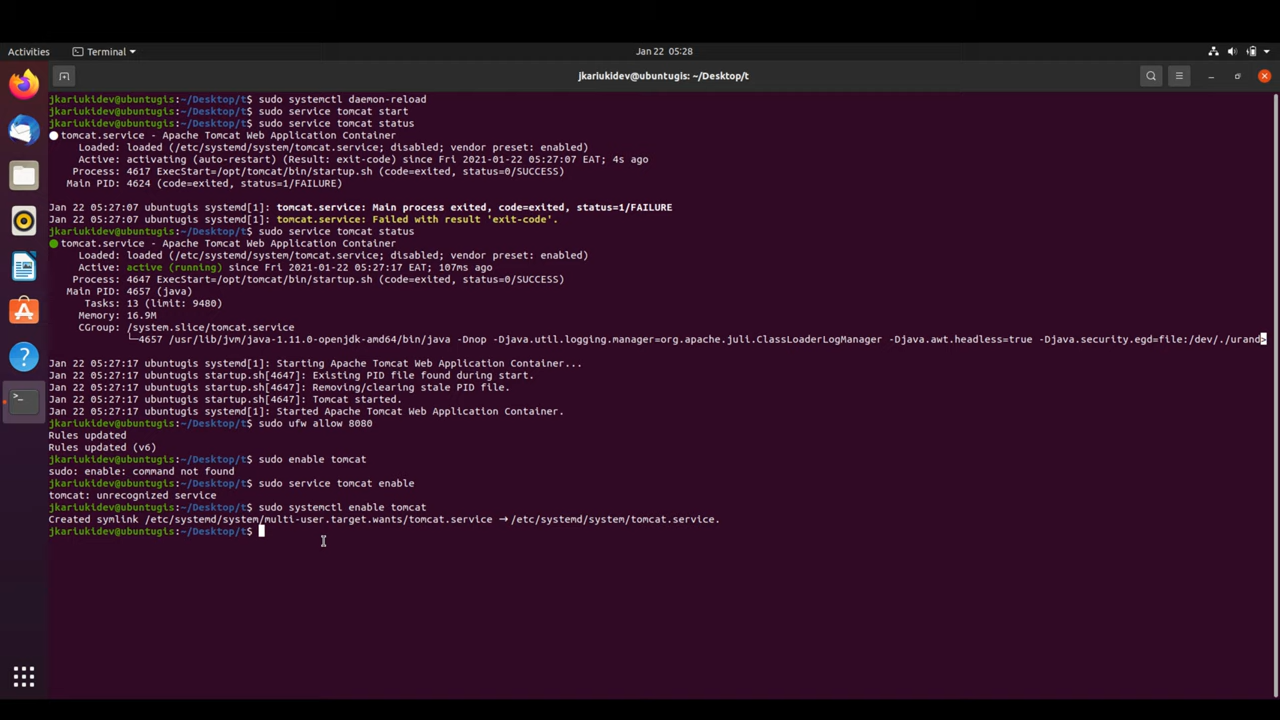 Activities
Terminal
Jan 22 05:28
jkariukidev@ubuntugis: ~/Desktop/t
jkariukidev@ubuntugis:~/Desktop/t$ sudo systemctl daemon-reload
jkariukidev@ubuntugis:~/Desktop/t$ sudo service tomcat start
jkariukidev@ubuntugis:~/Desktop/t$ sudo service tomcat status
● tomcat.service - Apache Tomcat Web Application Container
Loaded: loaded (/etc/systemd/system/tomcat.service; disabled; vendor preset: enabled)
Active: activating (auto-restart) (Result: exit-code) since Fri 2021-01-22 05:27:07 EAT; 4s ago
Process: 4617 ExecStart=/opt/tomcat/bin/startup.sh (code=exited, status=0/SUCCESS)
Main PID: 4624 (code=exited, status=1/FAILURE)
Jan 22 05:27:07 ubuntugis systemd[1]: tomcat.service: Main process exited, code=exited, status=1/FAILURE
Jan 22 05:27:07 ubuntugis systemd[1]: tomcat.service: Failed with result 'exit-code'.
jkariukidev@ubuntugis:~/Desktop/t$ sudo service tomcat status
● tomcat.service - Apache Tomcat Web Application Container
Loaded: loaded (/etc/systemd/system/tomcat.service; disabled; vendor preset: enabled)
Active: active (running) since Fri 2021-01-22 05:27:17 EAT; 107ms ago
Process: 4647 ExecStart=/opt/tomcat/bin/startup.sh (code=exited, status=0/SUCCESS)
Main PID: 4657 (java)
Tasks: 13 (limit: 9480)
Memory: 16.9M
CGroup: /system.slice/tomcat.service
└─4657 /usr/lib/jvm/java-1.11.0-openjdk-amd64/bin/java -Dnop -Djava.util.logging.manager=org.apache.juli.ClassLoaderLogManager -Djava.awt.headless=true -Djava.security.egd=file:/dev/./urand>
Jan 22 05:27:17 ubuntugis systemd[1]: Starting Apache Tomcat Web Application Container...
Jan 22 05:27:17 ubuntugis startup.sh[4647]: Existing PID file found during start.
Jan 22 05:27:17 ubuntugis startup.sh[4647]: Removing/clearing stale PID file.
Jan 22 05:27:17 ubuntugis startup.sh[4647]: Tomcat started.
Jan 22 05:27:17 ubuntugis systemd[1]: Started Apache Tomcat Web Application Container.
jkariukidev@ubuntugis:~/Desktop/t$ sudo ufw allow 8080
Rules updated
Rules updated (v6)
jkariukidev@ubuntugis:~/Desktop/t$ sudo enable tomcat
sudo: enable: command not found
jkariukidev@ubuntugis:~/Desktop/t$ sudo service tomcat enable
tomcat: unrecognized service
jkariukidev@ubuntugis:~/Desktop/t$ sudo systemctl enable tomcat
Created symlink /etc/systemd/system/multi-user.target.wants/tomcat.service → /etc/systemd/system/tomcat.service.
jkariukidev@ubuntugis:~/Desktop/t$